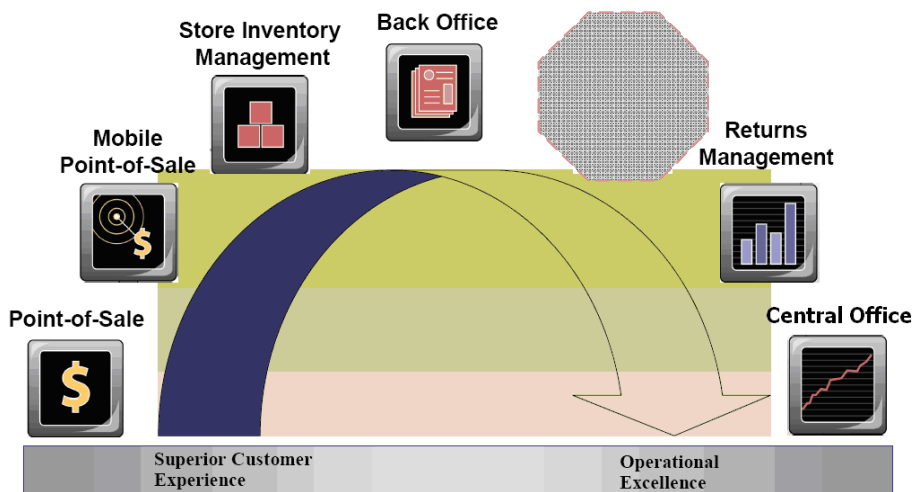 Back Office
Store Inventory
Management
Mobile
Point-of-Sale
Returns
Management
Point-of-Sale
$
$
Central Office
Superior Customer
Experience
Operational
Excellence